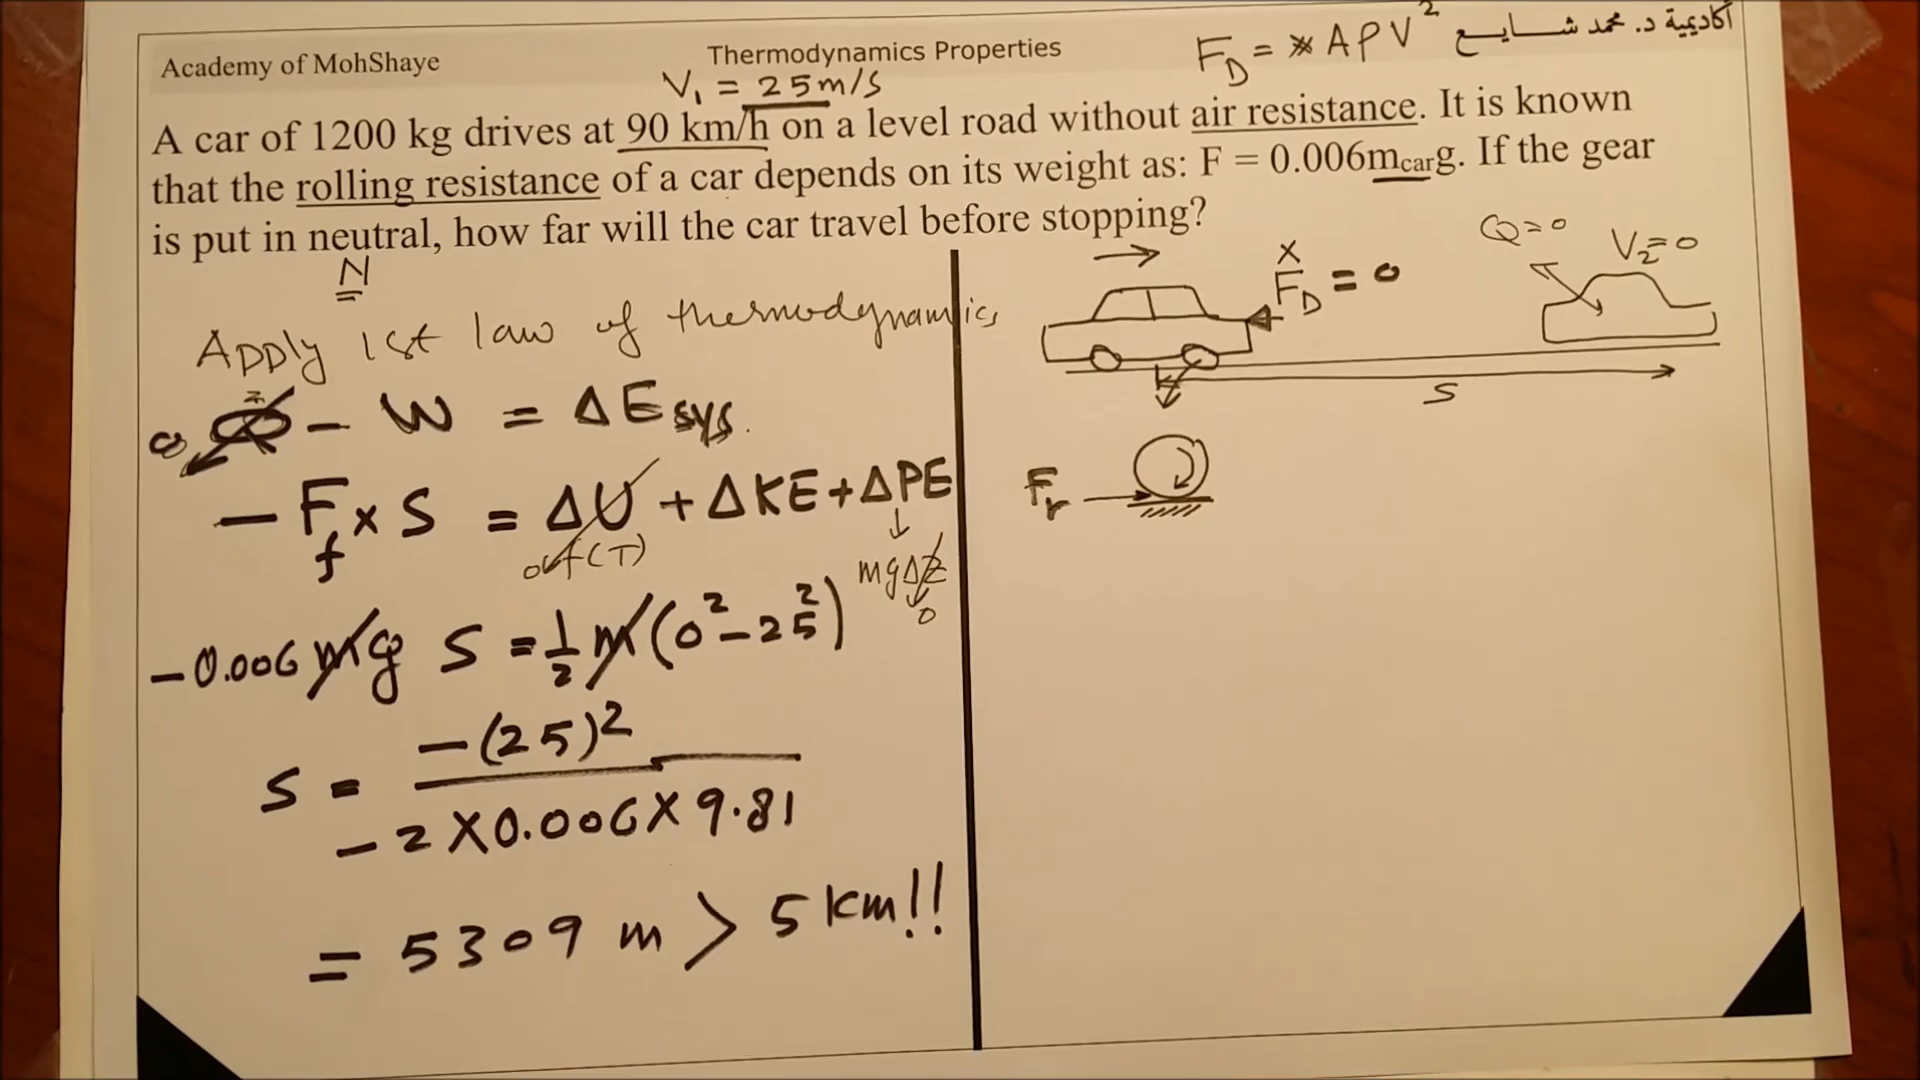 Academy of MohShaye
Thermodynamics Properties
أكاديمية د. محمد شايع
F_D = * A P V²
V₁ = 25 m/s
A car of 1200 kg drives at 90 km/h on a level road without air resistance. It is known
that the rolling resistance of a car depends on its weight as: F = 0.006m_car g. If the gear
is put in neutral, how far will the car travel before stopping?
N
Apply 1st law of thermodynamics
Q - W = ΔE sys.
- F_f x S = ΔU + ΔKE + ΔPE
U f(T)
mgΔz
0
-0.006 mg S = 1/2 m (0² - 25²)
S = -(25)² / -2 X 0.006 X 9.81
= 5309 m > 5 km!!
X
F_D = 0
Q = 0
V₂ = 0
S
F_r